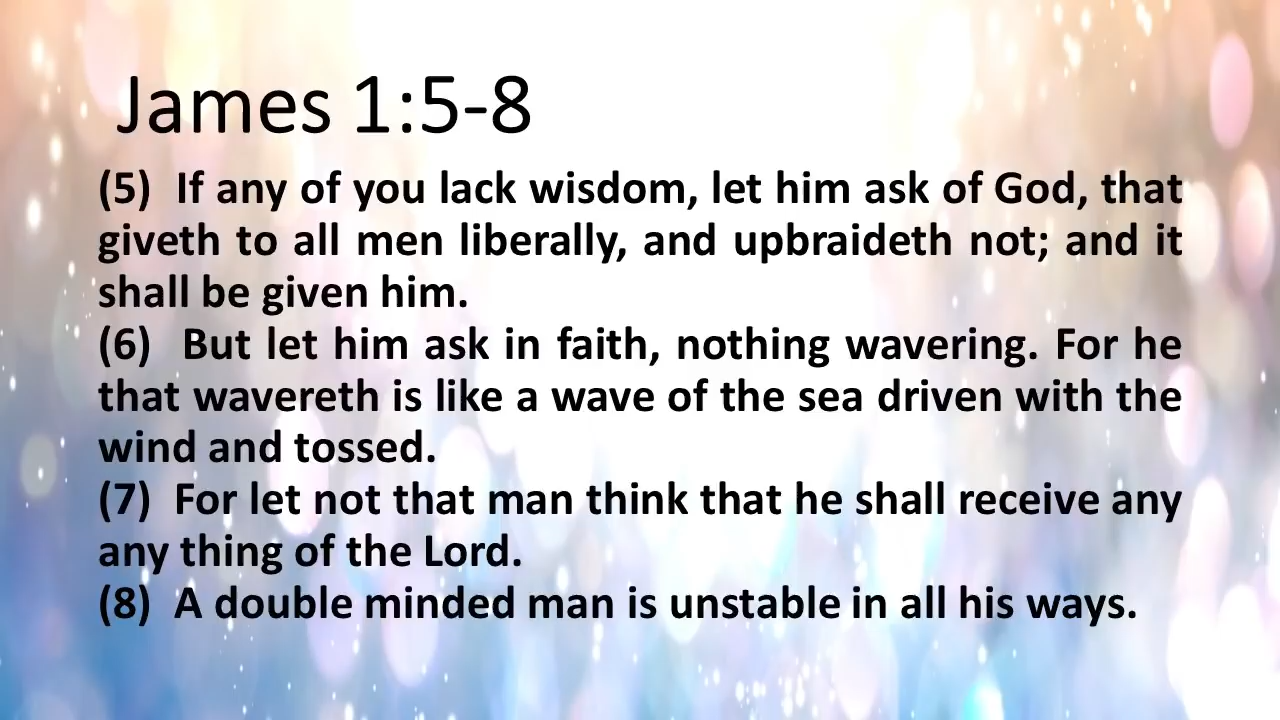 James 1:5-8
(5)  If any of you lack wisdom, let him ask of God, that
giveth to all men liberally, and upbraideth not; and it
shall be given him.
(6)  But let him ask in faith, nothing wavering. For he
that wavereth is like a wave of the sea driven with the
wind and tossed.
(7)  For let not that man think that he shall receive any
any thing of the Lord.
(8)  A double minded man is unstable in all his ways.